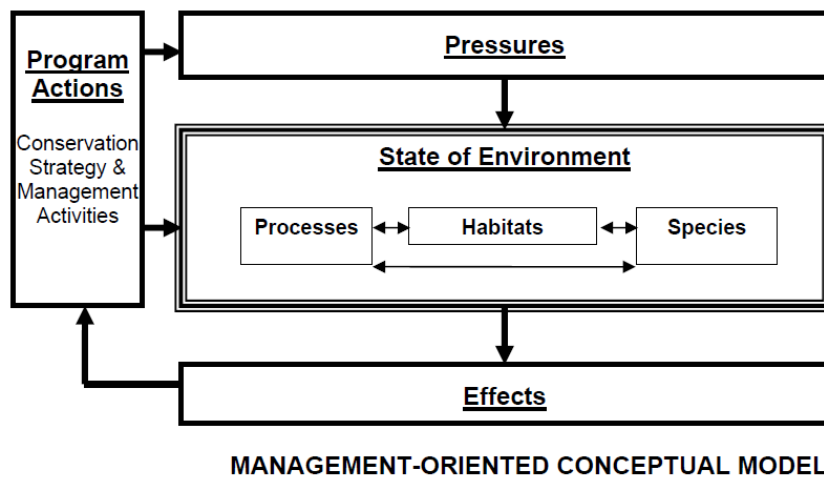 Program
Actions
Conservation
Strategy &
Management
Activities
Pressures
State of Environment
Processes
Habitats
Species
Effects
MANAGEMENT-ORIENTED CONCEPTUAL MODEL